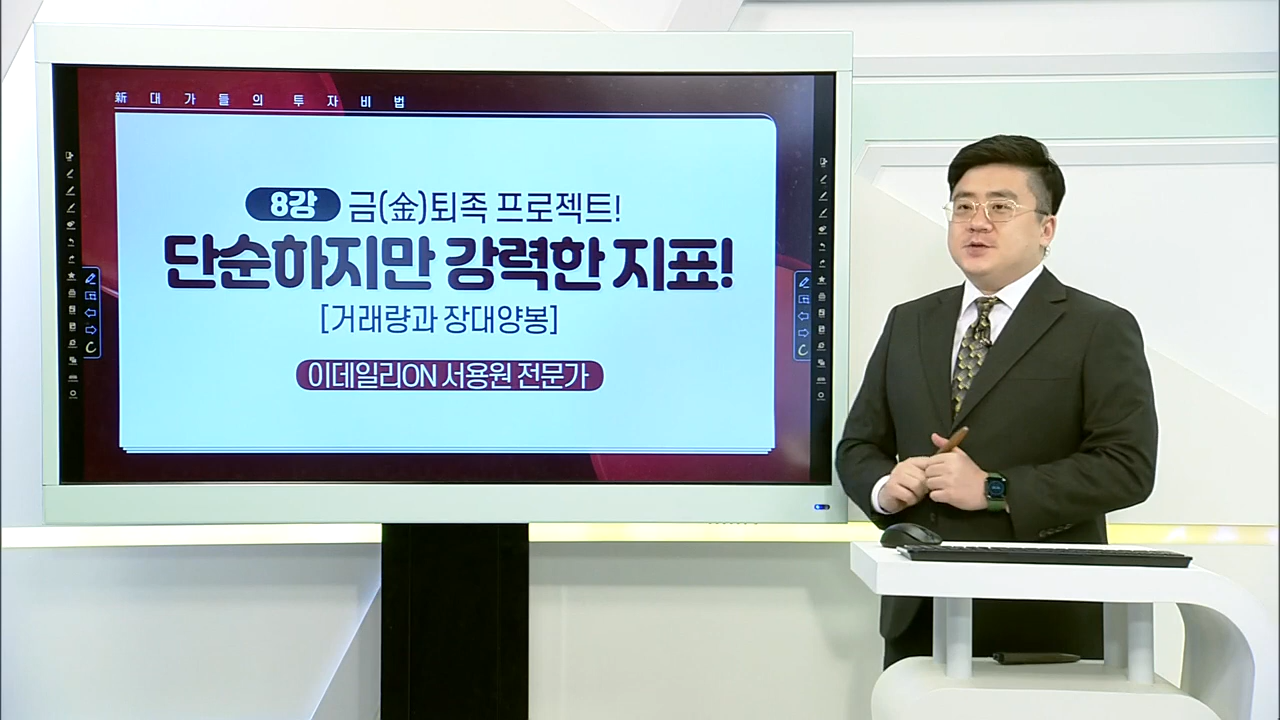 新대가들의투자비법
8강 금(金)퇴족 프로젝트!
단순하지만 강력한 지표!
[거래량과 장대양봉]
이데일리ON 서용원 전문가